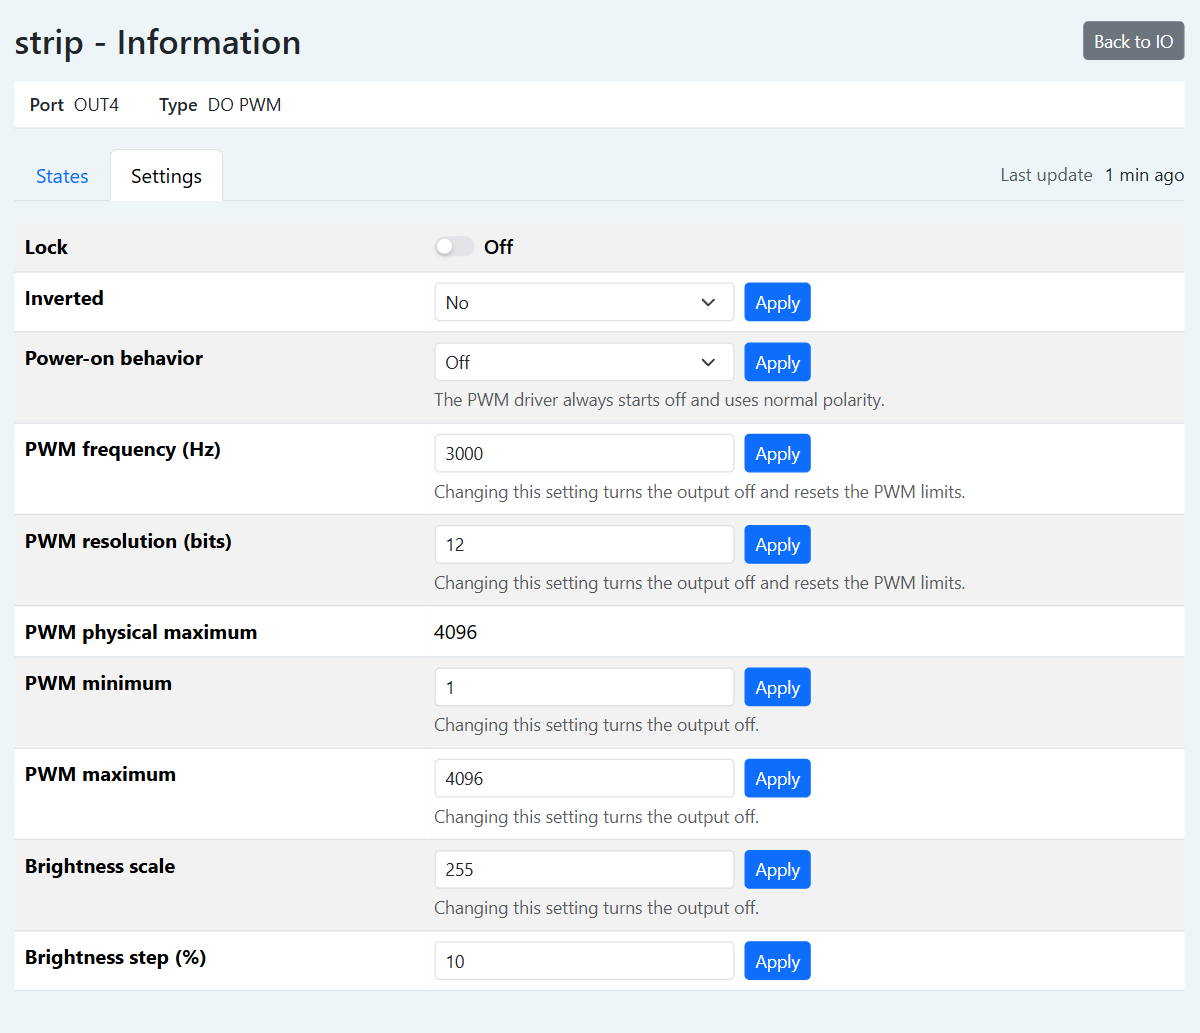 strip - Information
Back to IO
Port OUT4 Type DO PWM
States Settings Last update 1 min ago
Lock Off
Inverted No Apply
Power-on behavior Off Apply
The PWM driver always starts off and uses normal polarity.
PWM frequency (Hz) 3000 Apply
Changing this setting turns the output off and resets the PWM limits.
PWM resolution (bits) 12 Apply
Changing this setting turns the output off and resets the PWM limits.
PWM physical maximum 4096
PWM minimum 1 Apply
Changing this setting turns the output off.
PWM maximum 4096 Apply
Changing this setting turns the output off.
Brightness scale 255 Apply
Changing this setting turns the output off.
Brightness step (%) 10 Apply